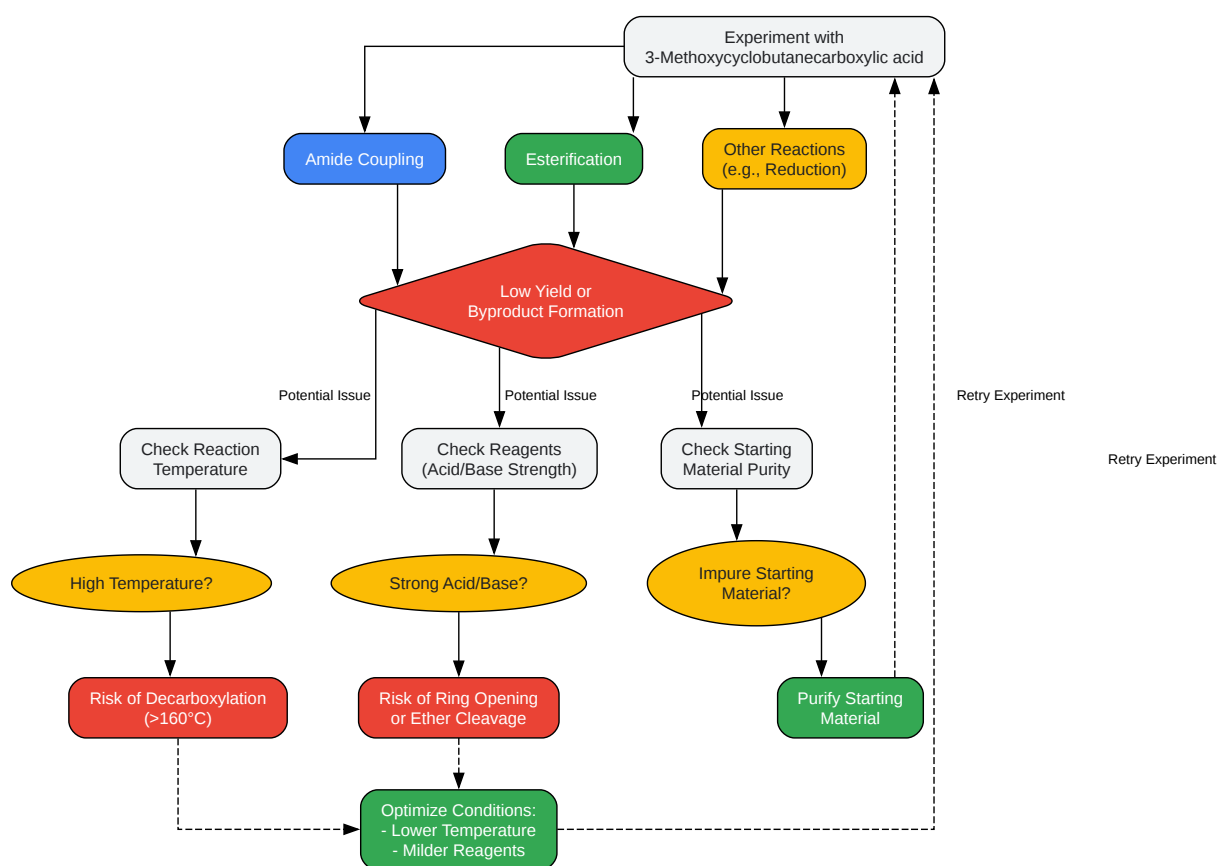 Experiment with
3-Methoxycyclobutanecarboxylic acid
Amide Coupling
Esterification
Other Reactions
(e.g., Reduction)
Low Yield or
Byproduct Formation
Potential Issue
Potential Issue
Potential Issue
Retry Experiment
Retry Experiment
Check Reaction
Temperature
Check Reagents
(Acid/Base Strength)
Check Starting
Material Purity
High Temperature?
Strong Acid/Base?
Impure Starting
Material?
Risk of Decarboxylation
(>160°C)
Risk of Ring Opening
or Ether Cleavage
Purify Starting
Material
Optimize Conditions:
- Lower Temperature
- Milder Reagents